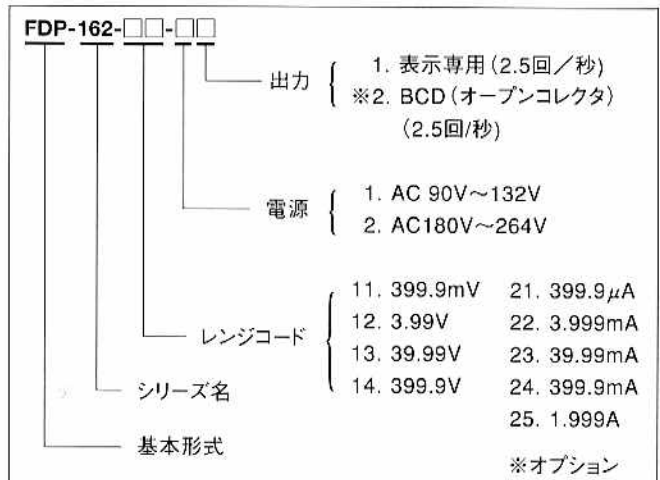 FDP-162-□□-□□
出力
1. 表示専用(2.5回/秒)
※2. BCD(オープンコレクタ)
(2.5回/秒)
電源
1. AC 90V～132V
2. AC180V～264V
レンジコード
11. 399.9mV 21. 399.9μA
12. 3.99V 22. 3.999mA
13. 39.99V 23. 39.99mA
14. 399.9V 24. 399.9mA
25. 1.999A
シリーズ名
基本形式
※オプション